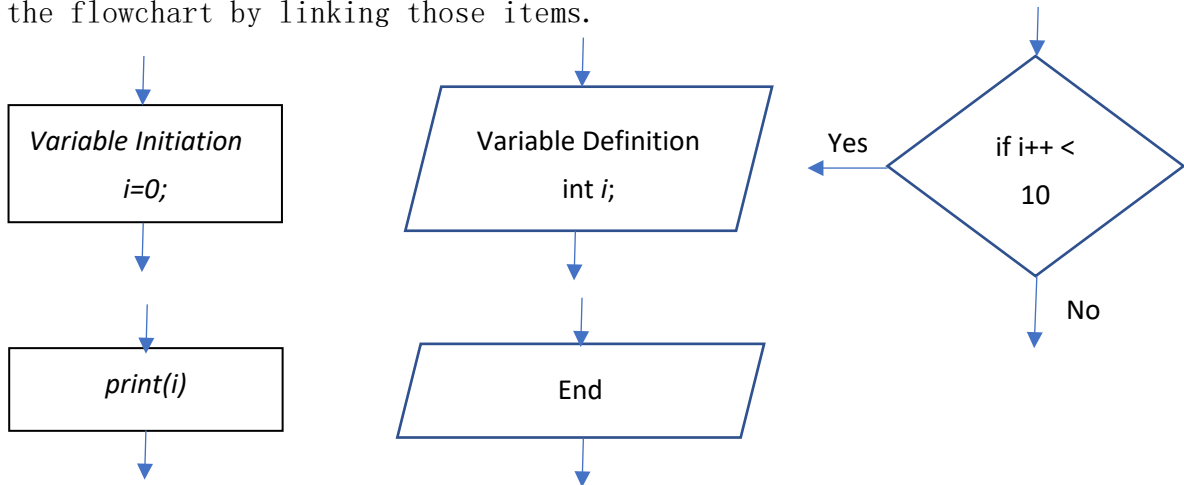 the flowchart by linking those items.
Variable Initiation
i=0;
Variable Definition
int i;
if i++ <
10
Yes
No
print(i)
End